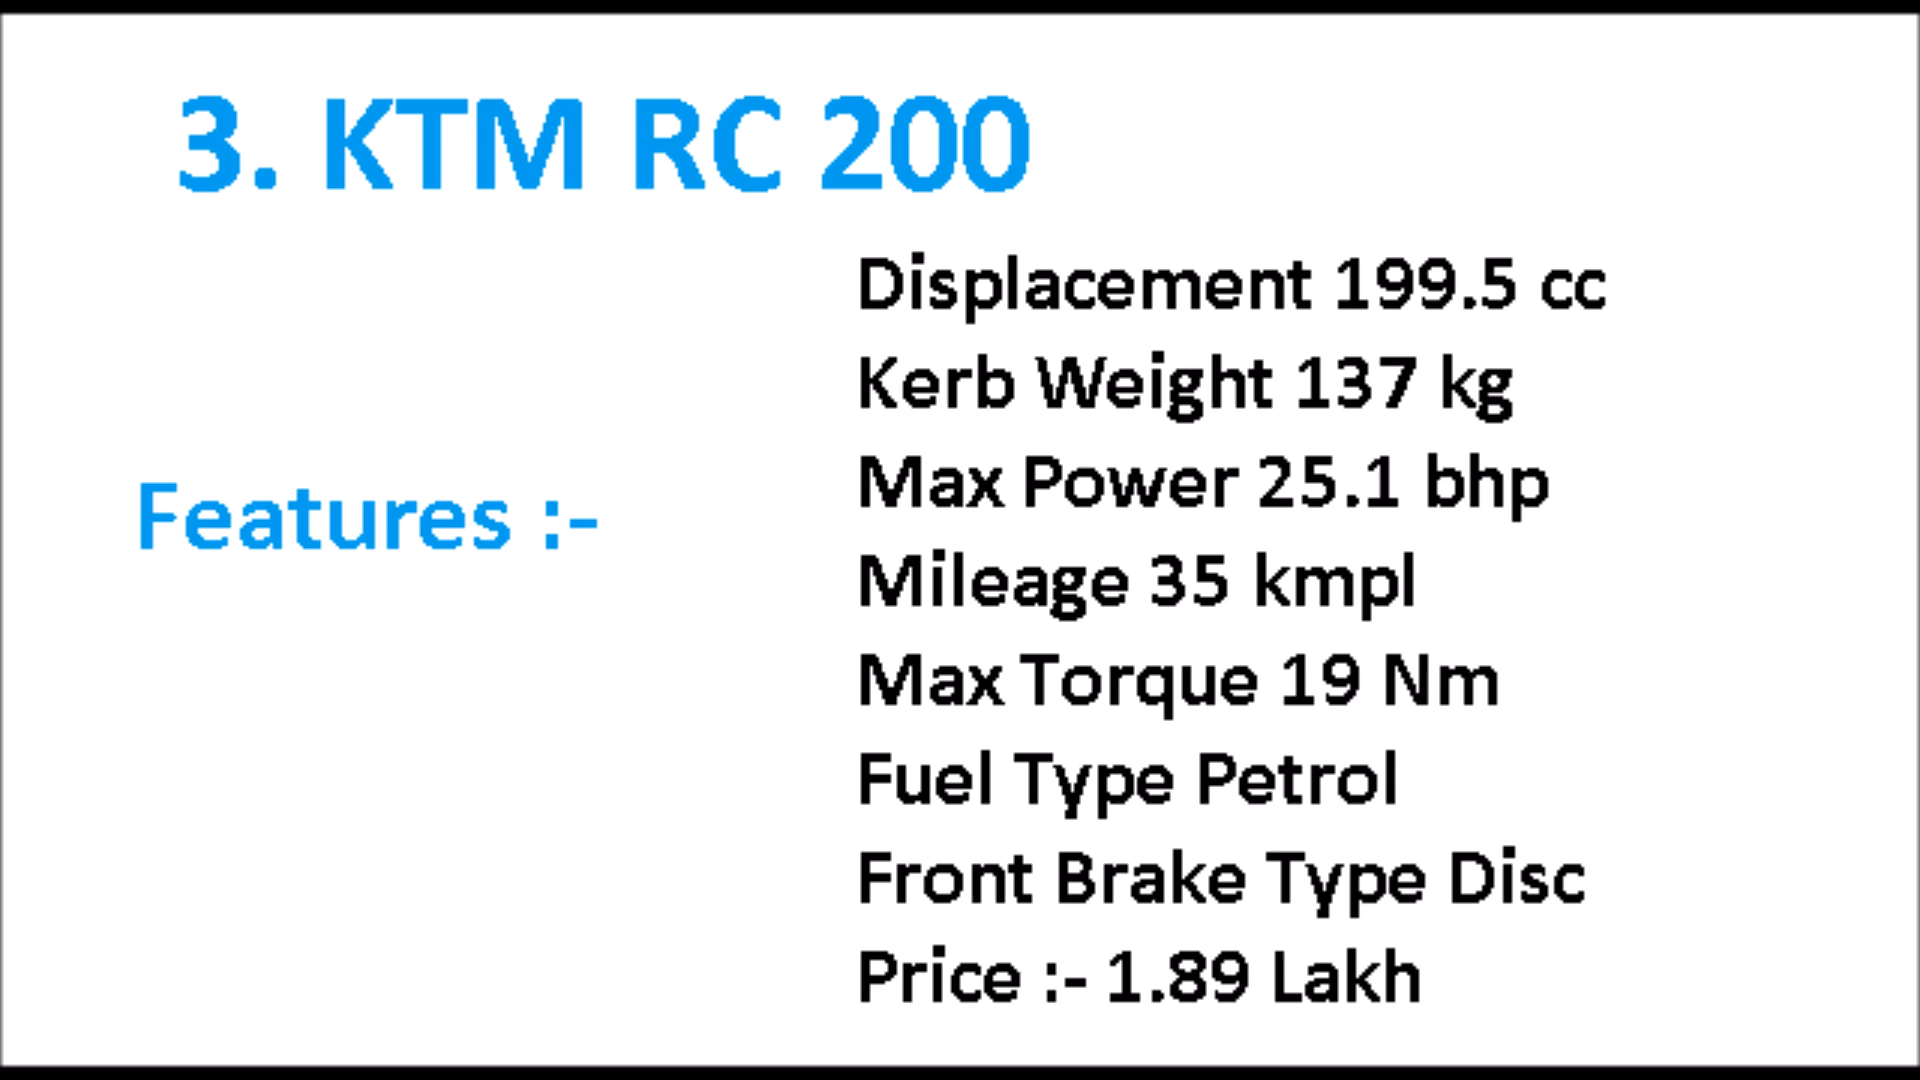 3. KTM RC 200
Displacement 199.5 cc
Kerb Weight 137 kg
Max Power 25.1 bhp
Features :-
Mileage 35 kmpl
Max Torque 19 Nm
Fuel Type Petrol
Front Brake Type Disc
Price :- 1.89 Lakh